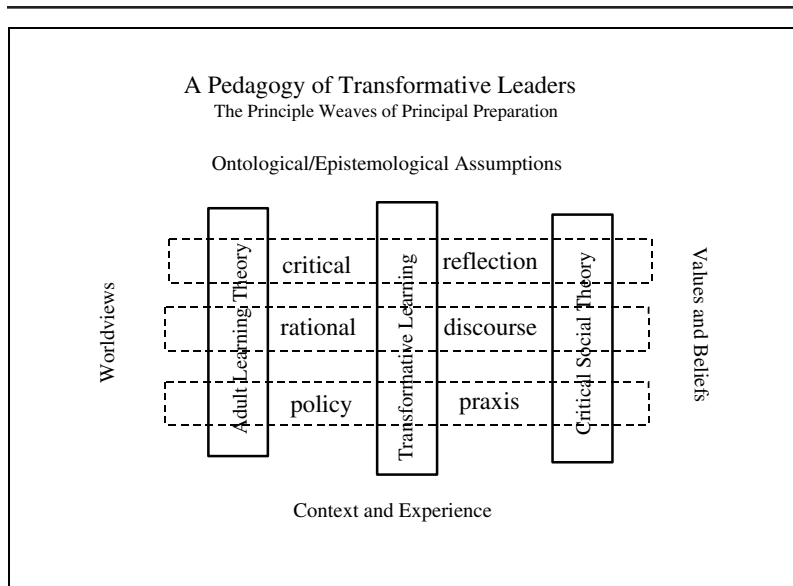 A Pedagogy of Transformative Leaders
The Principle Weaves of Principal Preparation
Ontological/Epistemological Assumptions
Worldviews
Adult Learning Theory
Transformative Learning
Critical Social Theory
critical reflection
rational discourse
policy praxis
Values and Beliefs
Context and Experience